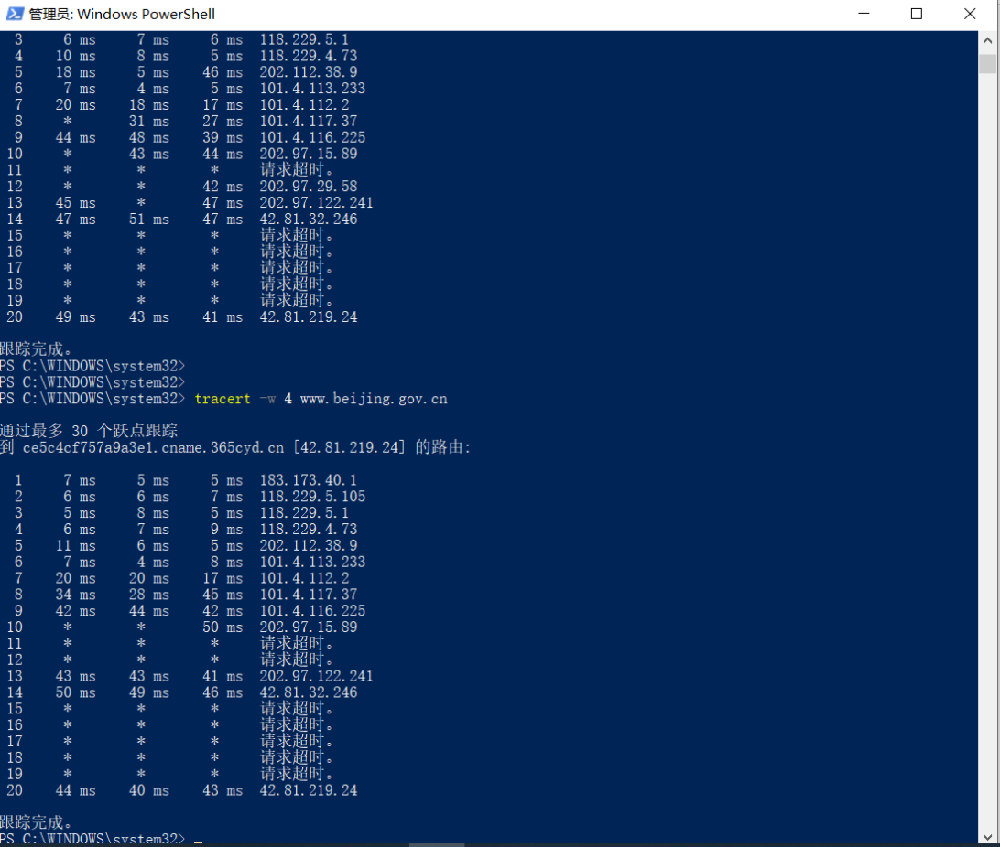 管理员: Windows PowerShell
3 6 ms 7 ms 6 ms 118.229.5.1
4 10 ms 8 ms 5 ms 118.229.4.73
5 18 ms 5 ms 46 ms 202.112.38.9
6 7 ms 4 ms 5 ms 101.4.113.233
7 20 ms 18 ms 17 ms 101.4.112.2
8 * 31 ms 27 ms 101.4.117.37
9 44 ms 48 ms 39 ms 101.4.116.225
10 * 43 ms 44 ms 202.97.15.89
11 * * * 请求超时。
12 * * 42 ms 202.97.29.58
13 45 ms * 47 ms 202.97.122.241
14 47 ms 51 ms 47 ms 42.81.32.246
15 * * * 请求超时。
16 * * * 请求超时。
17 * * * 请求超时。
18 * * * 请求超时。
19 * * * 请求超时。
20 49 ms 43 ms 41 ms 42.81.219.24
跟踪完成。
PS C:\WINDOWS\system32>
PS C:\WINDOWS\system32>
PS C:\WINDOWS\system32> tracert -w 4 www.beijing.gov.cn
通过最多 30 个跃点跟踪
到 ce5c4cf757a9a3e1.cname.365cyd.cn [42.81.219.24] 的路由:
1 7 ms 5 ms 5 ms 183.173.40.1
2 6 ms 6 ms 7 ms 118.229.5.105
3 5 ms 8 ms 5 ms 118.229.5.1
4 6 ms 7 ms 9 ms 118.229.4.73
5 11 ms 6 ms 5 ms 202.112.38.9
6 7 ms 4 ms 8 ms 101.4.113.233
7 20 ms 20 ms 17 ms 101.4.112.2
8 34 ms 28 ms 45 ms 101.4.117.37
9 42 ms 44 ms 42 ms 101.4.116.225
10 * * 50 ms 202.97.15.89
11 * * * 请求超时。
12 * * * 请求超时。
13 43 ms 43 ms 41 ms 202.97.122.241
14 50 ms 49 ms 46 ms 42.81.32.246
15 * * * 请求超时。
16 * * * 请求超时。
17 * * * 请求超时。
18 * * * 请求超时。
19 * * * 请求超时。
20 44 ms 40 ms 43 ms 42.81.219.24
跟踪完成。
PS C:\WINDOWS\system32> _